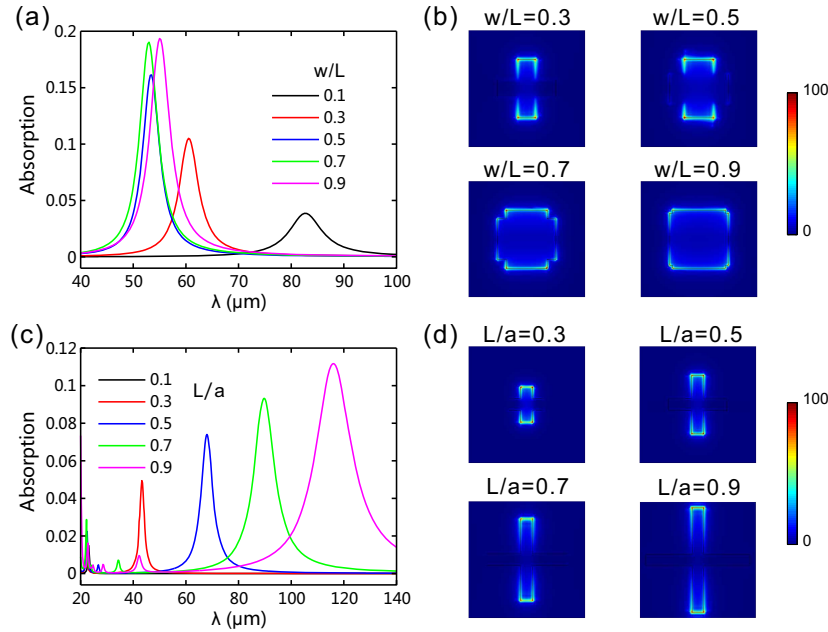 (a)
0.2
0.15
0.1
0.05
0
Absorption
w/L
0.1
0.3
0.5
0.7
0.9
40 50 60 70 80 90 100
λ (μm)
(b)
w/L=0.3 w/L=0.5
w/L=0.7 w/L=0.9
100
0
(c)
0.12
0.1
0.08
0.06
0.04
0.02
0
Absorption
L/a
0.1
0.3
0.5
0.7
0.9
20 40 60 80 100 120 140
λ (μm)
(d)
L/a=0.3 L/a=0.5
L/a=0.7 L/a=0.9
100
0